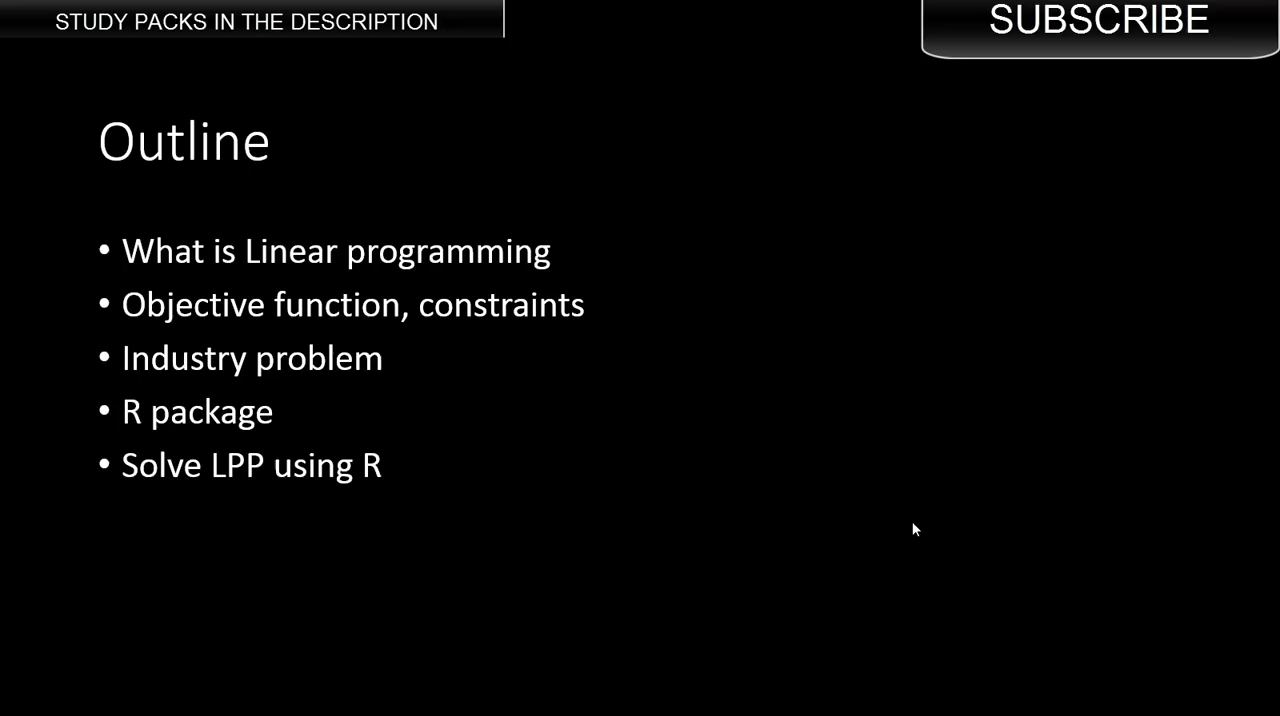 STUDY PACKS IN THE DESCRIPTION
SUBSCRIBE
Outline
• What is Linear programming
• Objective function, constraints
• Industry problem
• R package
• Solve LPP using R